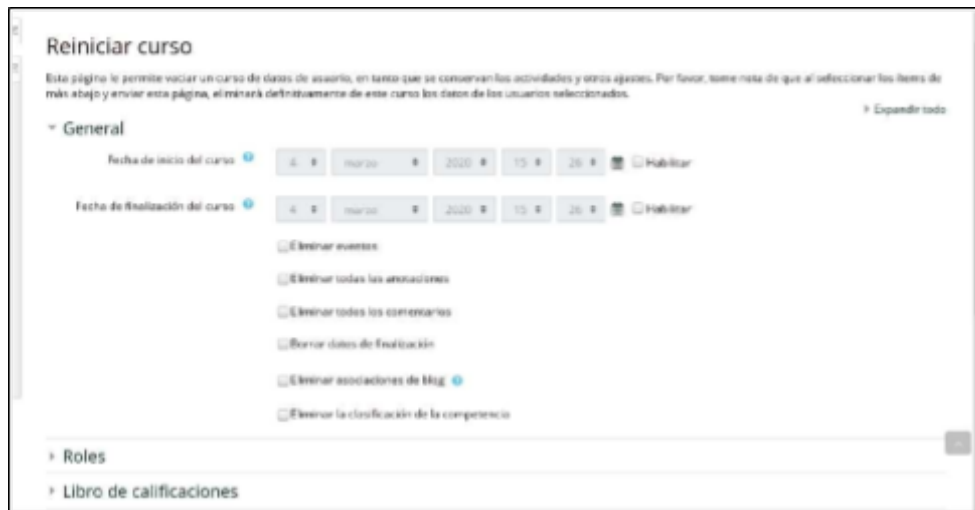 Reiniciar curso
Esta página le permite vaciar un curso de datos de usuario, en tanto que se conservan las actividades y otros ajustes. Por favor, tome nota de que al seleccionar los ítems de
más abajo y enviar esta página, eliminará definitivamente de este curso los datos de los usuarios seleccionados.
Expandir todo
General
Fecha de inicio del curso 4 marzo 2020 15 26 Habilitar
Fecha de finalización del curso 4 marzo 2020 15 26 Habilitar
Eliminar eventos
Eliminar todas las anotaciones
Eliminar todos los comentarios
Borrar datos de finalización
Eliminar asociaciones de blog
Eliminar la clasificación de la competencia
Roles
Libro de calificaciones